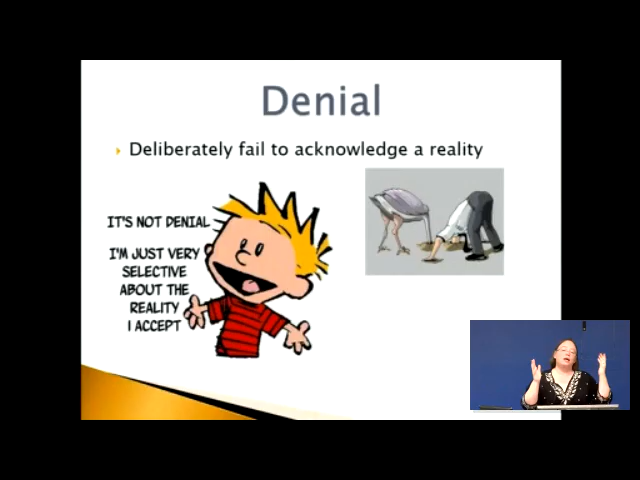 Denial
Deliberately fail to acknowledge a reality
IT'S NOT DENIAL
I'M JUST VERY
SELECTIVE
ABOUT THE
REALITY
I ACCEPT